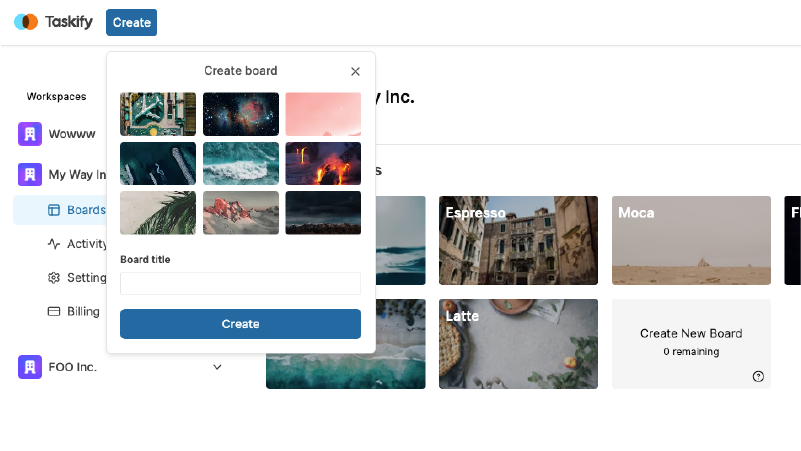 Taskify
Create
Create board
Board title
Create
Workspaces
Wowww
My Way In
Boards
Activity
Setting
Billing
FOO Inc.
y Inc.
s
Espresso
Moca
Latte
Create New Board
0 remaining